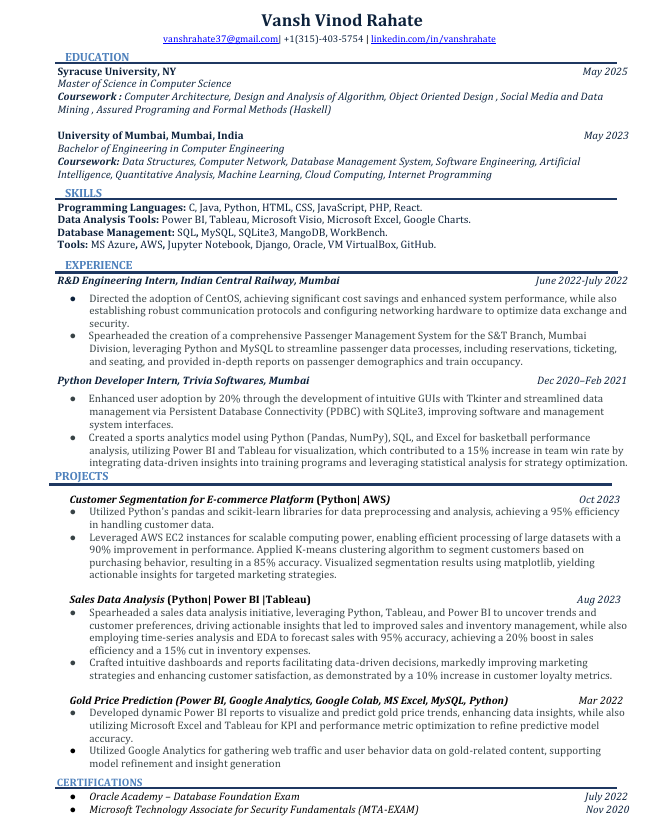 Vansh Vinod Rahate
vanshrahate37@gmail.com| +1(315)-403-5754 | linkedin.com/in/vanshrahate
EDUCATION
Syracuse University, NY May 2025
Master of Science in Computer Science
Coursework : Computer Architecture, Design and Analysis of Algorithm, Object Oriented Design , Social Media and Data
Mining , Assured Programing and Formal Methods (Haskell)
University of Mumbai, Mumbai, India May 2023
Bachelor of Engineering in Computer Engineering
Coursework: Data Structures, Computer Network, Database Management System, Software Engineering, Artificial
Intelligence, Quantitative Analysis, Machine Learning, Cloud Computing, Internet Programming
SKILLS
Programming Languages: C, Java, Python, HTML, CSS, JavaScript, PHP, React.
Data Analysis Tools: Power BI, Tableau, Microsoft Visio, Microsoft Excel, Google Charts.
Database Management: SQL, MySQL, SQLite3, MangoDB, WorkBench.
Tools: MS Azure, AWS, Jupyter Notebook, Django, Oracle, VM VirtualBox, GitHub.
EXPERIENCE
R&D Engineering Intern, Indian Central Railway, Mumbai June 2022-July 2022
● Directed the adoption of CentOS, achieving significant cost savings and enhanced system performance, while also
establishing robust communication protocols and configuring networking hardware to optimize data exchange and
security.
● Spearheaded the creation of a comprehensive Passenger Management System for the S&T Branch, Mumbai
Division, leveraging Python and MySQL to streamline passenger data processes, including reservations, ticketing,
and seating, and provided in-depth reports on passenger demographics and train occupancy.
Python Developer Intern, Trivia Softwares, Mumbai Dec 2020–Feb 2021
● Enhanced user adoption by 20% through the development of intuitive GUIs with Tkinter and streamlined data
management via Persistent Database Connectivity (PDBC) with SQLite3, improving software and management
system interfaces.
● Created a sports analytics model using Python (Pandas, NumPy), SQL, and Excel for basketball performance
analysis, utilizing Power BI and Tableau for visualization, which contributed to a 15% increase in team win rate by
integrating data-driven insights into training programs and leveraging statistical analysis for strategy optimization.
PROJECTS
Customer Segmentation for E-commerce Platform (Python| AWS) Oct 2023
● Utilized Python's pandas and scikit-learn libraries for data preprocessing and analysis, achieving a 95% efficiency
in handling customer data.
● Leveraged AWS EC2 instances for scalable computing power, enabling efficient processing of large datasets with a
90% improvement in performance. Applied K-means clustering algorithm to segment customers based on
purchasing behavior, resulting in a 85% accuracy. Visualized segmentation results using matplotlib, yielding
actionable insights for targeted marketing strategies.
Sales Data Analysis (Python| Power BI |Tableau) Aug 2023
● Spearheaded a sales data analysis initiative, leveraging Python, Tableau, and Power BI to uncover trends and
customer preferences, driving actionable insights that led to improved sales and inventory management, while also
employing time-series analysis and EDA to forecast sales with 95% accuracy, achieving a 20% boost in sales
efficiency and a 15% cut in inventory expenses.
● Crafted intuitive dashboards and reports facilitating data-driven decisions, markedly improving marketing
strategies and enhancing customer satisfaction, as demonstrated by a 10% increase in customer loyalty metrics.
Gold Price Prediction (Power BI, Google Analytics, Google Colab, MS Excel, MySQL, Python) Mar 2022
● Developed dynamic Power BI reports to visualize and predict gold price trends, enhancing data insights, while also
utilizing Microsoft Excel and Tableau for KPI and performance metric optimization to refine predictive model
accuracy.
● Utilized Google Analytics for gathering web traffic and user behavior data on gold-related content, supporting
model refinement and insight generation
CERTIFICATIONS
● Oracle Academy – Database Foundation Exam July 2022
● Microsoft Technology Associate for Security Fundamentals (MTA-EXAM) Nov 2020